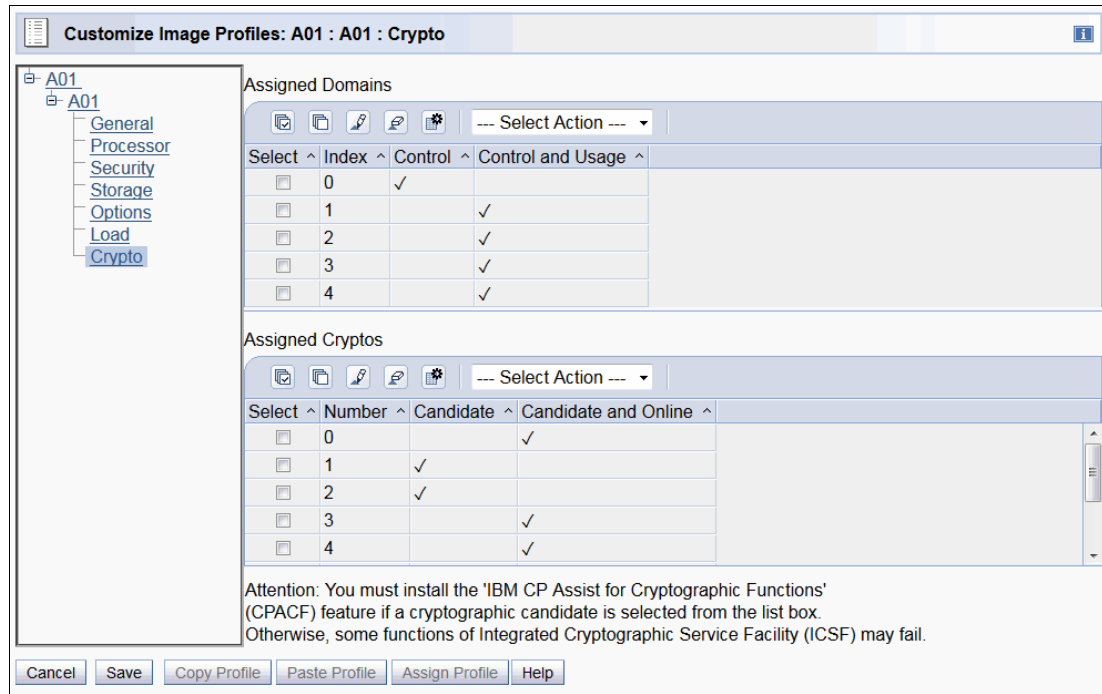 Customize Image Profiles: A01 : A01 : Crypto
A01
A01
General
Processor
Security
Storage
Options
Load
Crypto
Assigned Domains
--- Select Action ---
Select Index Control Control and Usage
0 ✓
1 ✓
2 ✓
3 ✓
4 ✓
Assigned Cryptos
--- Select Action ---
Select Number Candidate Candidate and Online
0 ✓
1 ✓
2 ✓
3 ✓
4 ✓
Attention: You must install the 'IBM CP Assist for Cryptographic Functions'
(CPACF) feature if a cryptographic candidate is selected from the list box.
Otherwise, some functions of Integrated Cryptographic Service Facility (ICSF) may fail.
Cancel Save Copy Profile Paste Profile Assign Profile Help